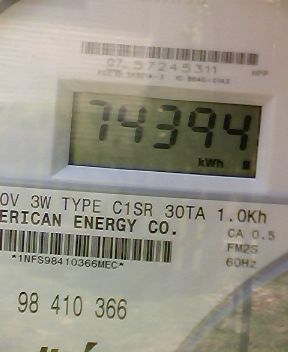 07 57245311
74394
kWh
0V 3W TYPE C1SR 30TA 1.0Kh
ERICAN ENERGY CO.
CA 0.5
FM2S
*1NFS98410366MEC*
60Hz
98 410 366